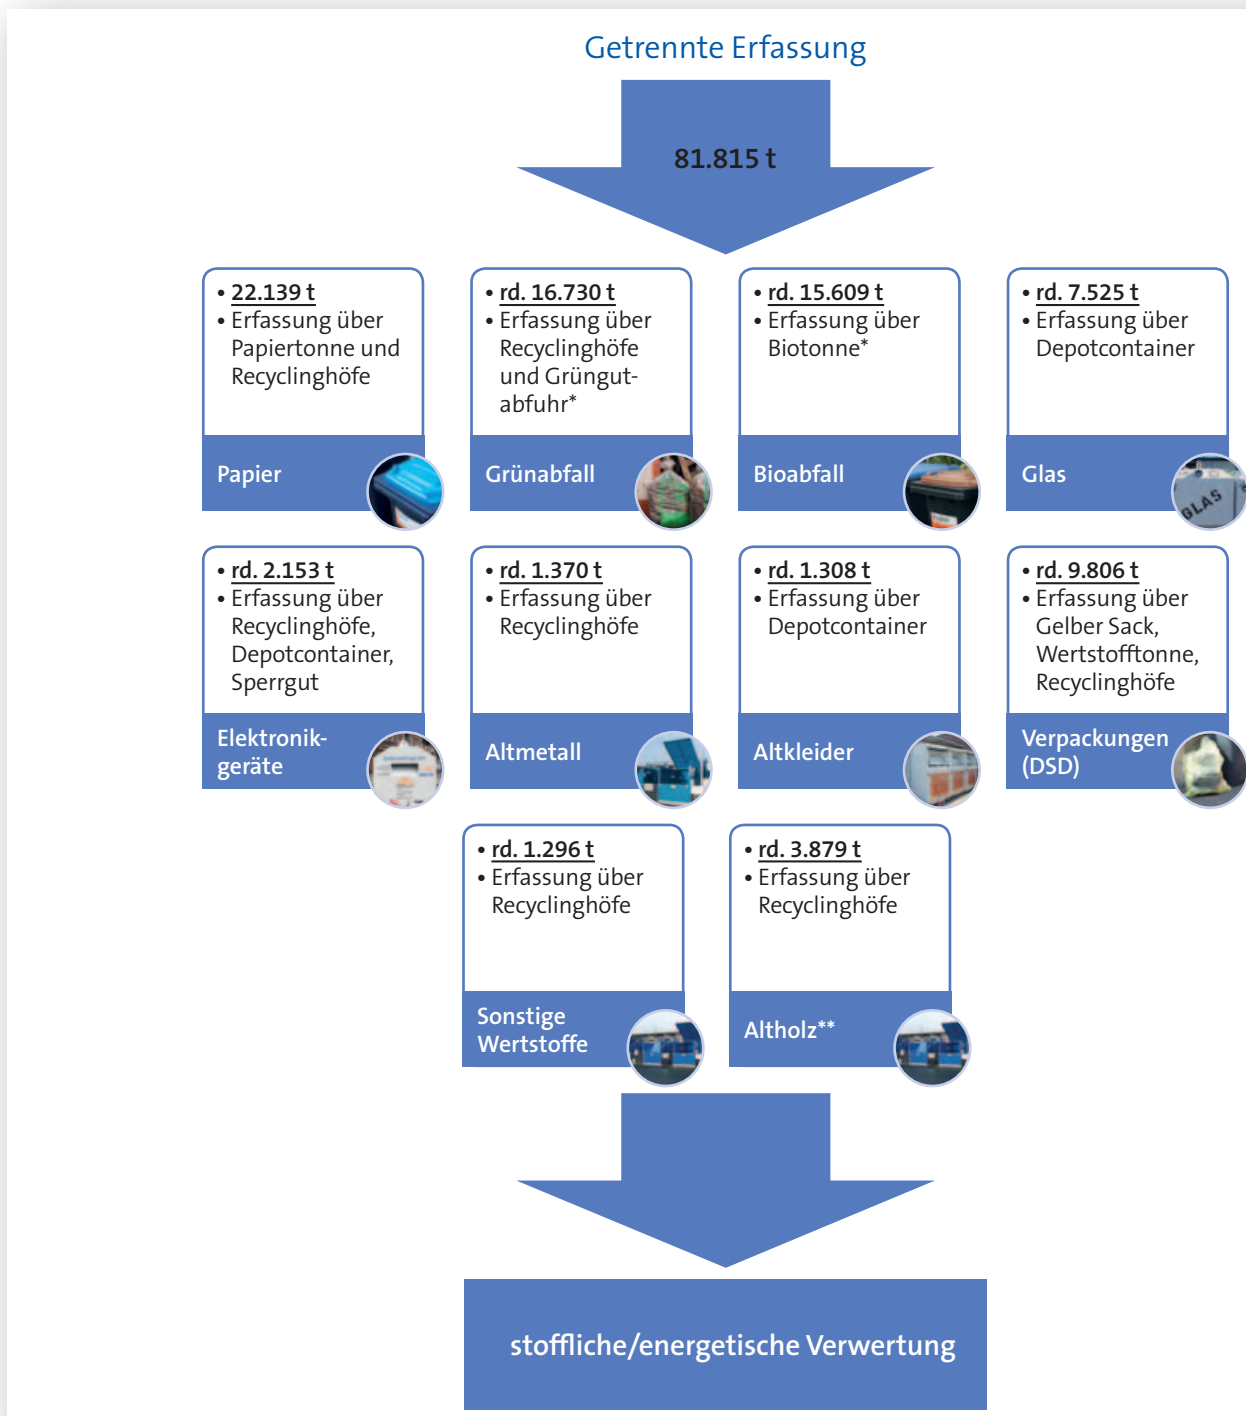 Getrennte Erfassung
81.815 t
• 22.139 t
• Erfassung über
Papiertonne und
Recyclinghöfe
Papier
• rd. 16.730 t
• Erfassung über
Recyclinghöfe
und Grüngut-
abfuhr*
Grünabfall
• rd. 15.609 t
• Erfassung über
Biotonne*
Bioabfall
• rd. 7.525 t
• Erfassung über
Depotcontainer
Glas
GLAS
• rd. 2.153 t
• Erfassung über
Recyclinghöfe,
Depotcontainer,
Sperrgut
Elektronik-
geräte
• rd. 1.370 t
• Erfassung über
Recyclinghöfe
Altmetall
• rd. 1.308 t
• Erfassung über
Depotcontainer
Altkleider
• rd. 9.806 t
• Erfassung über
Gelber Sack,
Wertstofftonne,
Recyclinghöfe
Verpackungen
(DSD)
• rd. 1.296 t
• Erfassung über
Recyclinghöfe
Sonstige
Wertstoffe
• rd. 3.879 t
• Erfassung über
Recyclinghöfe
Altholz**
stoffliche/energetische Verwertung